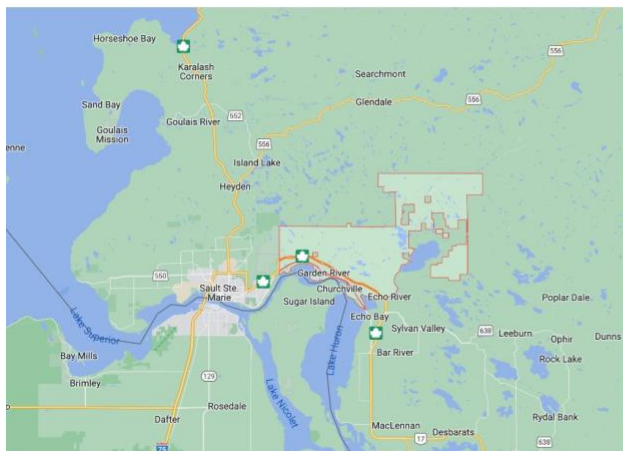 Horseshoe Bay
Karalash
Corners
Searchmont
556
556
Glendale
Sand Bay
552
Goulais
Mission
Goulais River
556
enne
Island Lake
Heyden
550
Garden River
Sault Ste.
Marie
Churchville
Sugar Island
Echo River
Poplar Dale
Echo Bay
Lake Superior
Sylvan Valley
638
Leeburn
Ophir
Dunns
Lake Huron
Bay Mills
Bar River
Rock Lake
Brimley
129
Lake Nicolet
Rosedale
Dafter
MacLennan
Rydal Bank
17
Desbarats
638
75